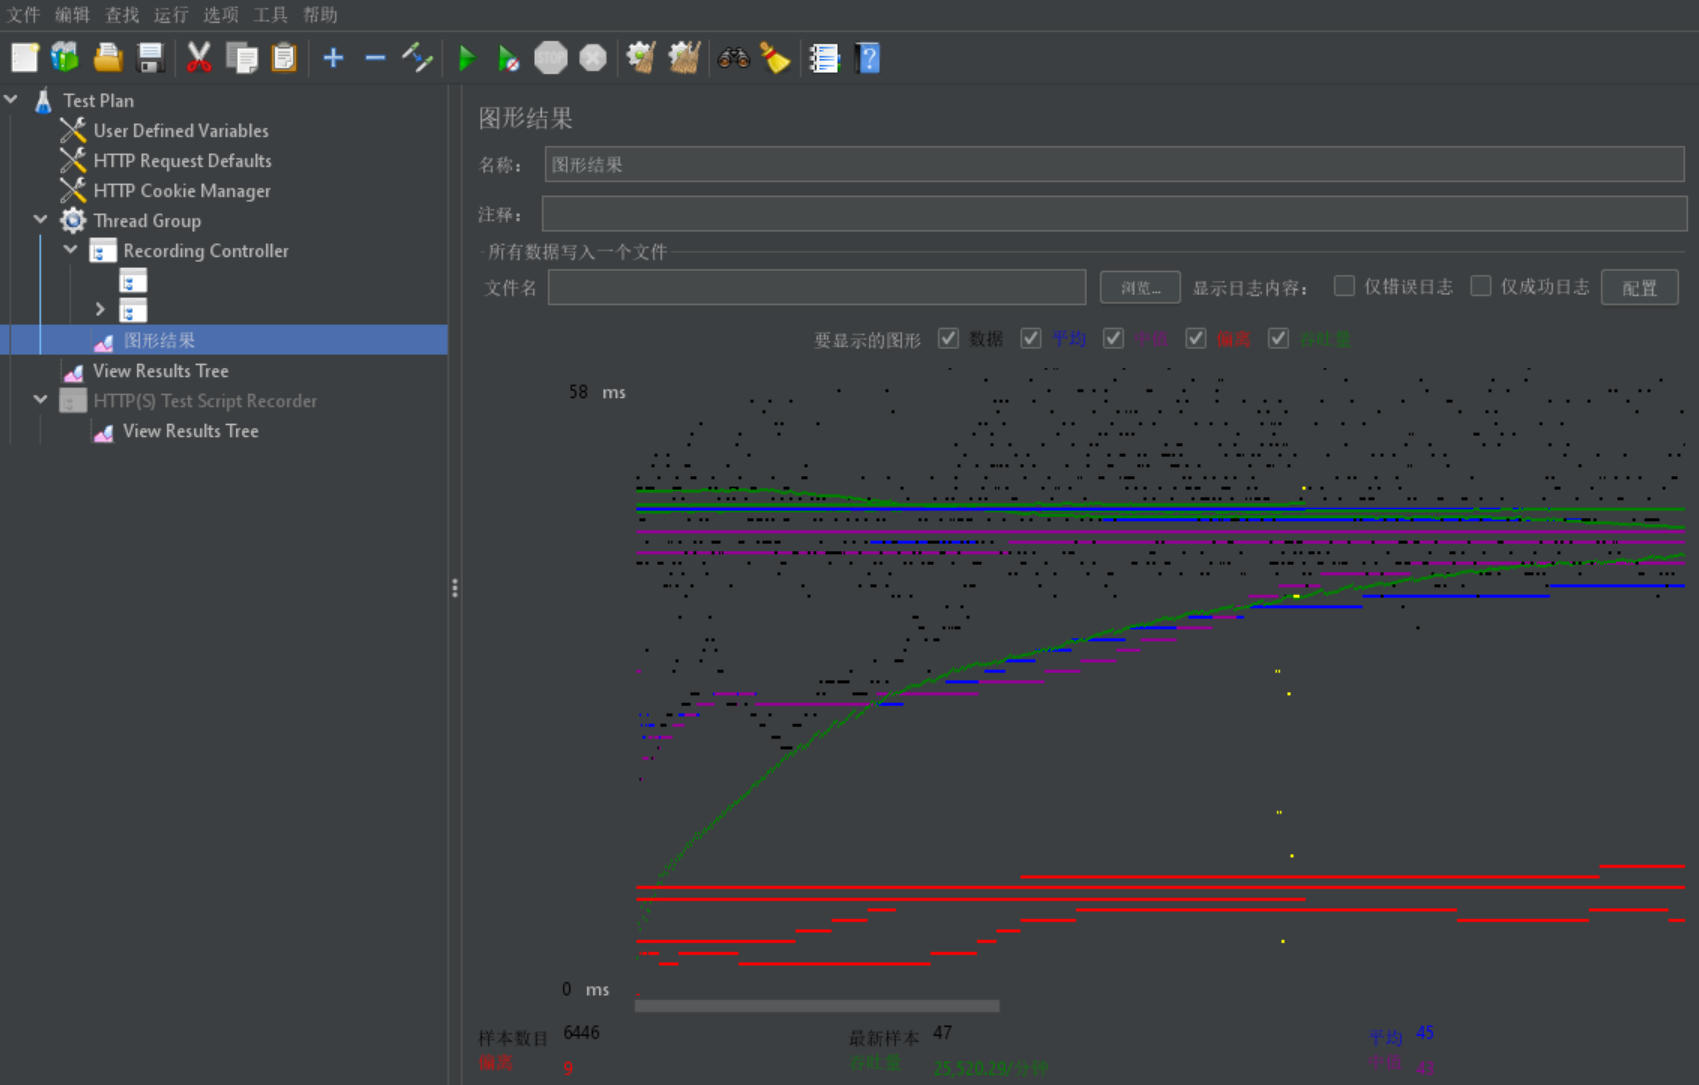 文件 编辑 查找 运行 选项 工具 帮助
STOP
Test Plan
User Defined Variables
HTTP Request Defaults
HTTP Cookie Manager
Thread Group
Recording Controller
图形结果
View Results Tree
HTTP(S) Test Script Recorder
View Results Tree
图形结果
名称： 图形结果
注释：
所有数据写入一个文件
文件名 浏览... 显示日志内容： 仅错误日志 仅成功日志 配置
要显示的图形 数据 平均 中值 偏离 吞吐量
58 ms
0 ms
样本数目 6446 最新样本 47 平均 45
偏离 9 吞吐量 25,520.29/分钟 中值 43